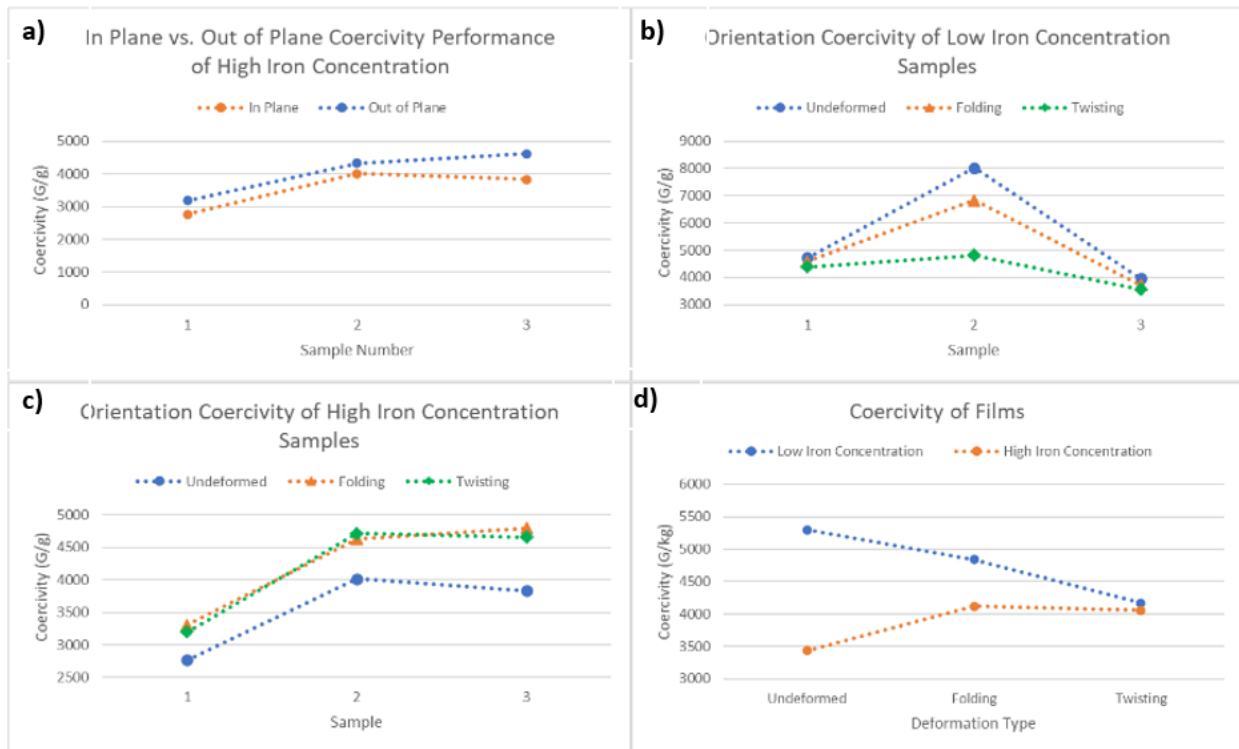 a)
In Plane vs. Out of Plane Coercivity Performance
of High Iron Concentration
In Plane
Out of Plane
Coercivity (G/g)
5000
4000
3000
2000
1000
0
1
2
3
Sample Number
b)
Orientation Coercivity of Low Iron Concentration
Samples
Undeformed
Folding
Twisting
Coercivity (G/g)
9000
8000
7000
6000
5000
4000
3000
1
2
3
Sample
c)
Orientation Coercivity of High Iron Concentration
Samples
Undeformed
Folding
Twisting
Coercivity (G/g)
5000
4500
4000
3500
3000
2500
1
2
3
Sample
d)
Coercivity of Films
Low Iron Concentration
High Iron Concentration
Coercivity (G/kg)
6000
5500
5000
4500
4000
3500
3000
Undeformed
Folding
Twisting
Deformation Type